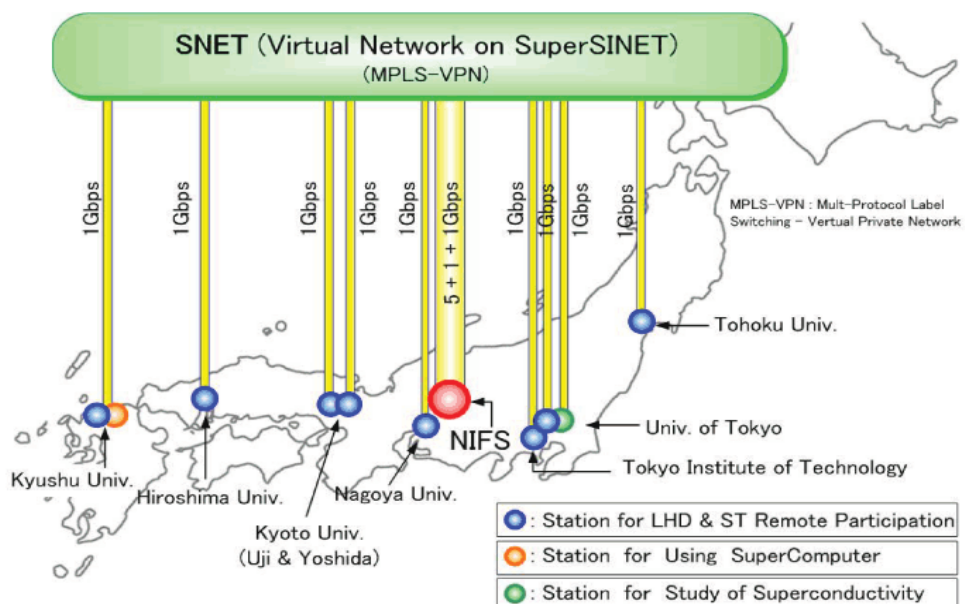 SNET (Virtual Network on SuperSINET)
(MPLS-VPN)
1Gbps
1Gbps
1Gbps
1Gbps
1Gbps
5 + 1 + 1Gbps
1Gbps
1Gbps
1Gbps
1Gbps
MPLS-VPN : Mult-Protocol Label
Switching - Vertual Private Network
Tohoku Univ.
Univ. of Tokyo
NIFS
Tokyo Institute of Technology
Kyushu Univ.
Hiroshima Univ.
Nagoya Univ.
Kyoto Univ.
(Uji & Yoshida)
: Station for LHD & ST Remote Participation
: Station for Using SuperComputer
: Station for Study of Superconductivity